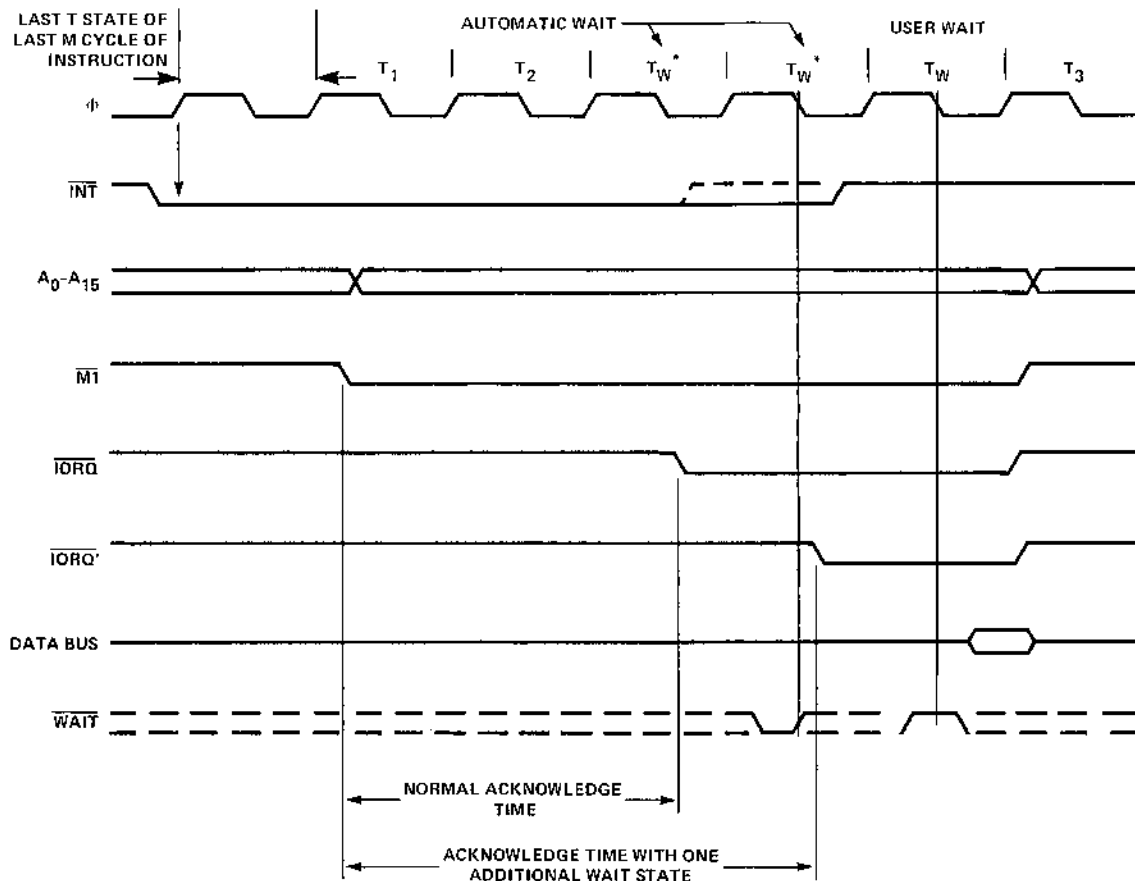 LAST T STATE OF
LAST M CYCLE OF
INSTRUCTION
AUTOMATIC WAIT
USER WAIT
T1 T2 TW* TW* TW T3
Φ
INT
A0-A15
M1
IORQ
IORQ'
DATA BUS
WAIT
NORMAL ACKNOWLEDGE
TIME
ACKNOWLEDGE TIME WITH ONE
ADDITIONAL WAIT STATE